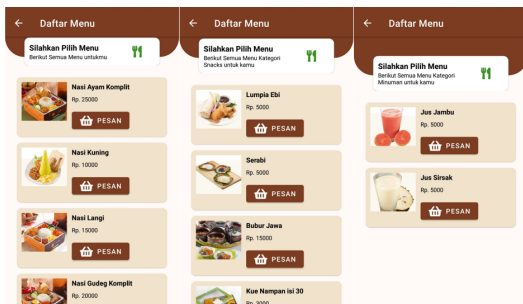 Daftar Menu
Silahkan Pilih Menu
Berikut Semua Menu untukmu
Nasi Ayam Komplit
Rp. 25000
PESAN
Nasi Kuning
Rp. 10000
PESAN
Nasi Langi
Rp. 15000
PESAN
Nasi Gudeg Komplit
Rp. 20000
Daftar Menu
Silahkan Pilih Menu
Berikut Semua Menu Kategori
Snacks untuk kamu
Lumpia Ebi
Rp. 5000
PESAN
Serabi
Rp. 5000
PESAN
Bubur Jawa
Rp. 15000
PESAN
Kue Nampan isi 30
Rp. 3000
Daftar Menu
Silahkan Pilih Menu
Berikut Semua Menu Kategori
Minuman untuk kamu
Jus Jambu
Rp. 5000
PESAN
Jus Sirsak
Rp. 5000
PESAN